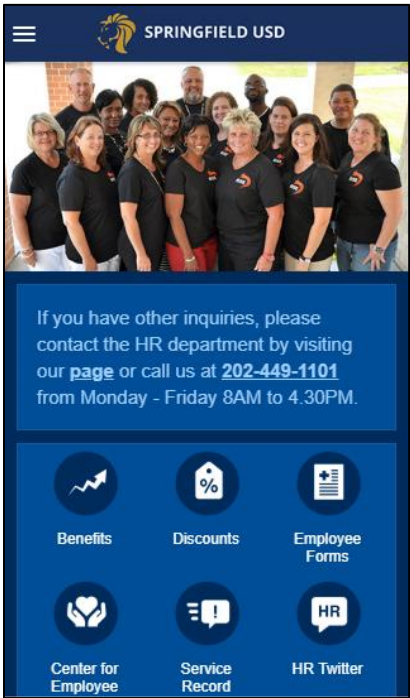 SPRINGFIELD USD
If you have other inquiries, please
contact the HR department by visiting
our page or call us at 202-449-1101
from Monday - Friday 8AM to 4.30PM.
%
HR
Benefits
Discounts
Employee
Forms
Center for
Employee
Service
Record
HR Twitter